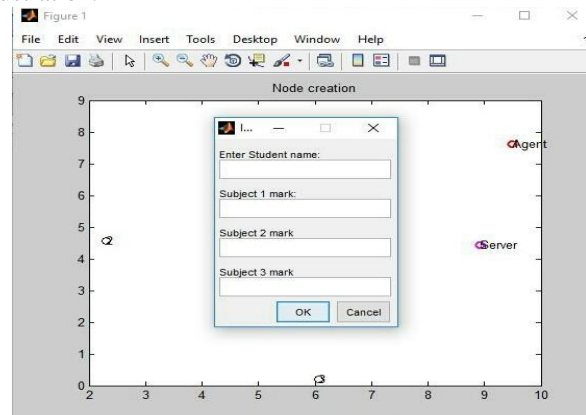 Figure 1
File Edit View Insert Tools Desktop Window Help
Node creation
9
8
7
6
5
4
3
2
1
0
2 3 4 5 6 7 8 9 10
I...
Enter Student name:
Subject 1 mark:
Subject 2 mark
Subject 3 mark
OK Cancel
Agent
Server
2
3